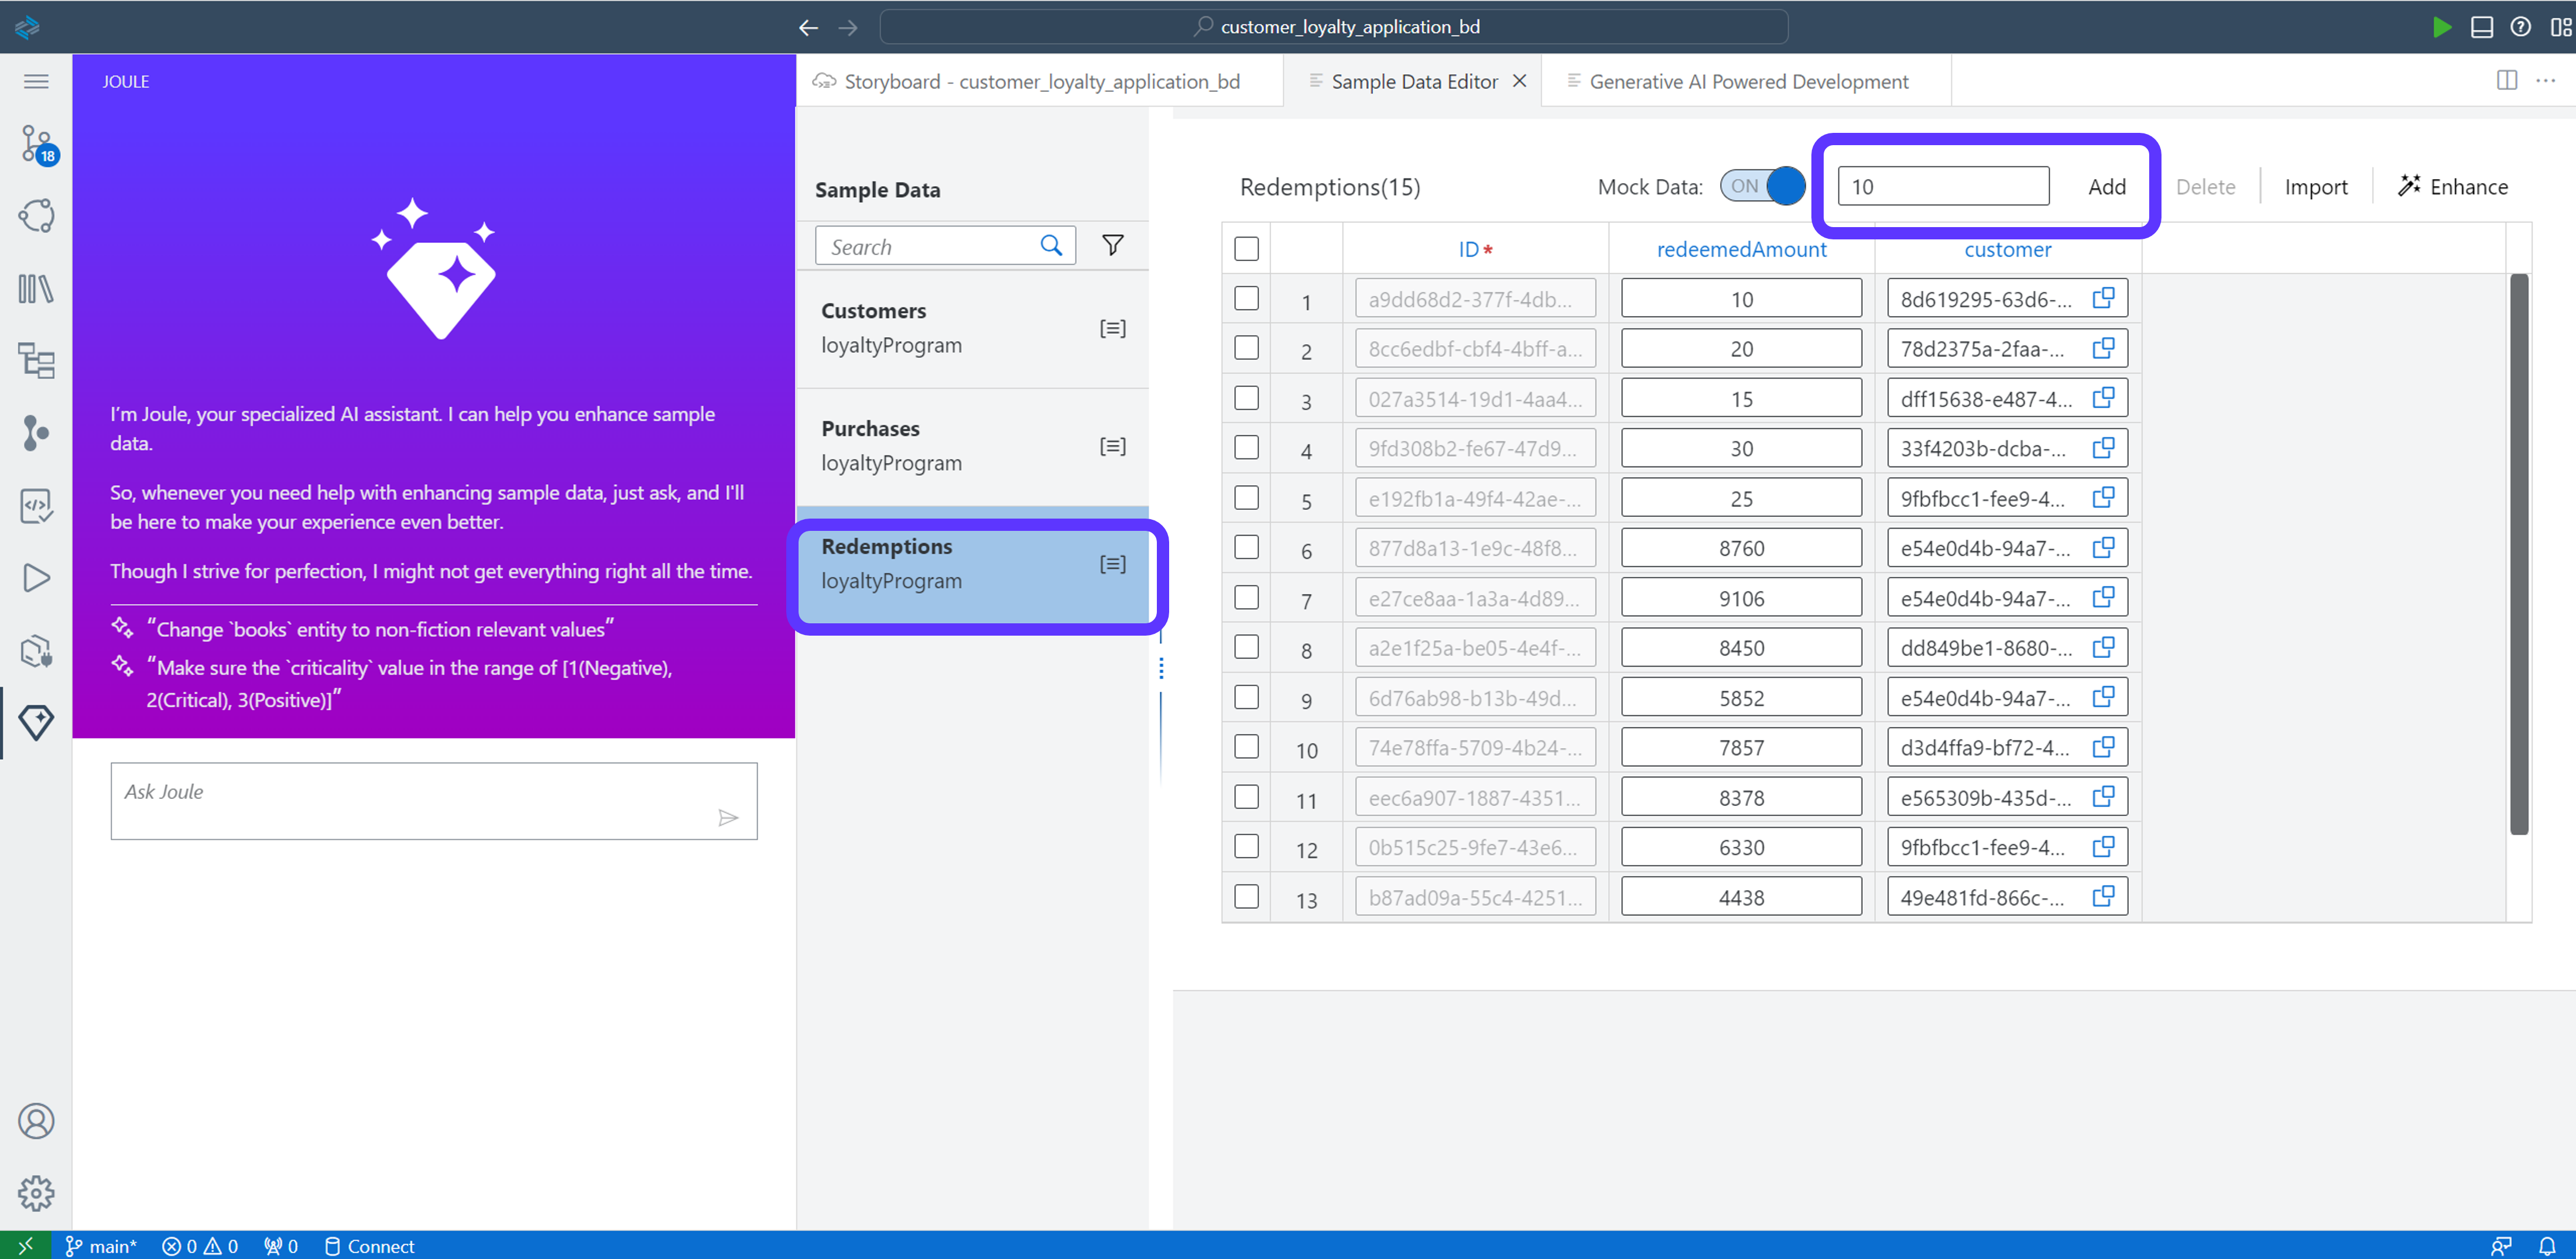 customer_loyalty_application_bd
JOULE
18
I'm Joule, your specialized AI assistant. I can help you enhance sample
data.
So, whenever you need help with enhancing sample data, just ask, and I'll
be here to make your experience even better.
Though I strive for perfection, I might not get everything right all the time.
"Change `books` entity to non-fiction relevant values"
"Make sure the `criticality` value in the range of [1(Negative),
2(Critical), 3(Positive)]"
Ask Joule
Storyboard - customer_loyalty_application_bd
Sample Data Editor
Generative AI Powered Development
Sample Data
Search
Customers
loyaltyProgram
Purchases
loyaltyProgram
Redemptions
loyaltyProgram
Redemptions(15) Mock Data: ON 10 Add Delete Import Enhance
ID* redeemedAmount customer
1 a9dd68d2-377f-4db... 10 8d619295-63d6-...
2 8cc6edbf-cbf4-4bff-a... 20 78d2375a-2faa-...
3 027a3514-19d1-4aa4... 15 dff15638-e487-4...
4 9fd308b2-fe67-47d9... 30 33f4203b-dcba-...
5 e192fb1a-49f4-42ae-... 25 9fbfbcc1-fee9-4...
6 877d8a13-1e9c-48f8... 8760 e54e0d4b-94a7-...
7 e27ce8aa-1a3a-4d89... 9106 e54e0d4b-94a7-...
8 a2e1f25a-be05-4e4f-... 8450 dd849be1-8680-...
9 6d76ab98-b13b-49d... 5852 e54e0d4b-94a7-...
10 74e78ffa-5709-4b24-... 7857 d3d4ffa9-bf72-4...
11 eec6a907-1887-4351... 8378 e565309b-435d-...
12 0b515c25-9fe7-43e6... 6330 9fbfbcc1-fee9-4...
13 b87ad09a-55c4-4251... 4438 49e481fd-866c-...
main* 0 0 0 Connect